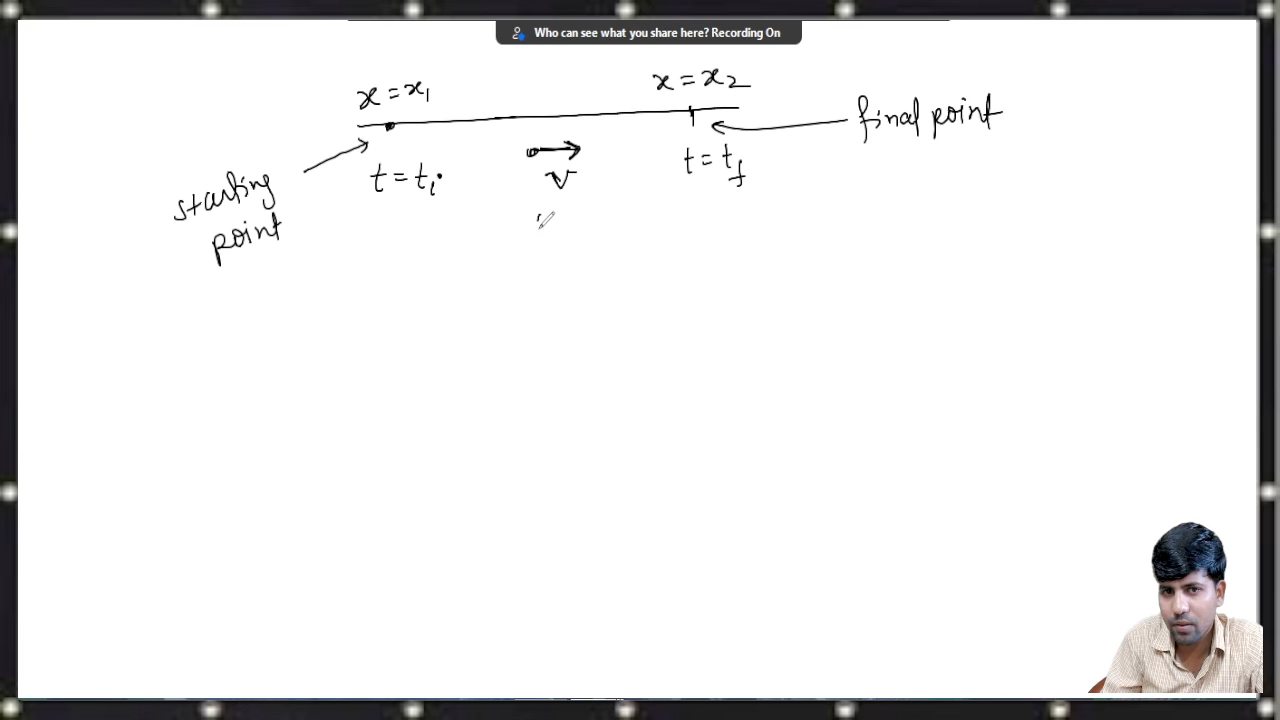 Who can see what you share here? Recording On
x = x1
x = x2
final point
t = ti
v
t = tf
starting
point